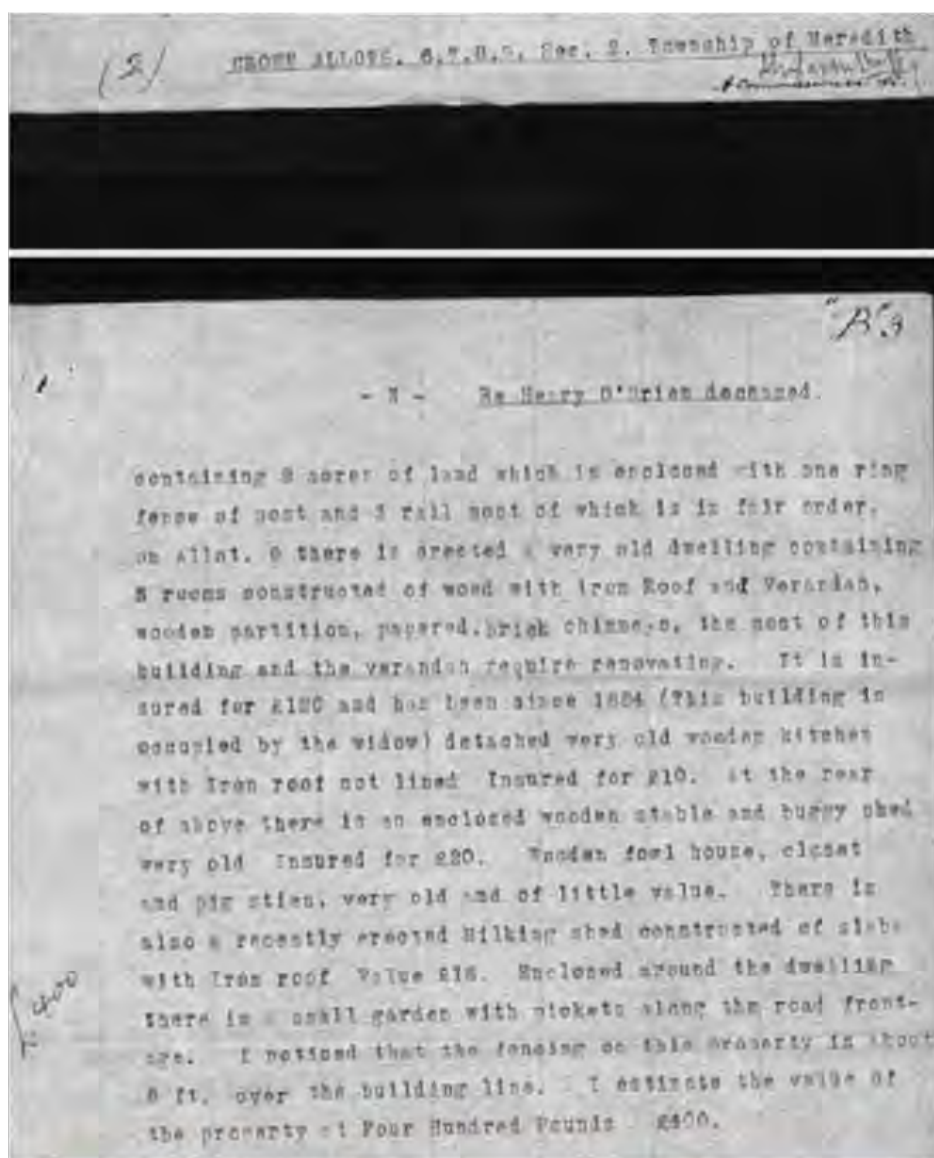 (2) CROWN ALLOTS. 6.7.8.9. Sec. 2. Township of Meredith
A Commissioner
"B" 3
1
- 2 - Re Henry O'Brien deceased.
containing 8 acres of land which is enclosed with one ring
fence of post and 3 rail most of which is in fair order.
on Allot. there is erected a very old dwelling containing
rooms constructed of wood with iron Roof and Verandah,
wooden partition, papered, brick chimneys, the most of this
building and the verandah require renovating. It is in-
sured for and has been since 1884 (This building is
occupied by the widow) detached very old wooden kitchen
with Iron roof not lined Insured for £10. At the rear
of above there is an enclosed wooden stable and buggy shed
very old Insured for £20. Wooden fowl house, closet
and pig sties, very old and of little value. There is
also a recently erected Milking shed constructed of slabs
with Iron roof Value £15. Enclosed around the dwelling
there is a small garden with pickets along the road front-
age. I noticed that the fencing on this property is about
ft. over the building line. I estimate the value of
the property at Four Hundred Pounds £400.
£400